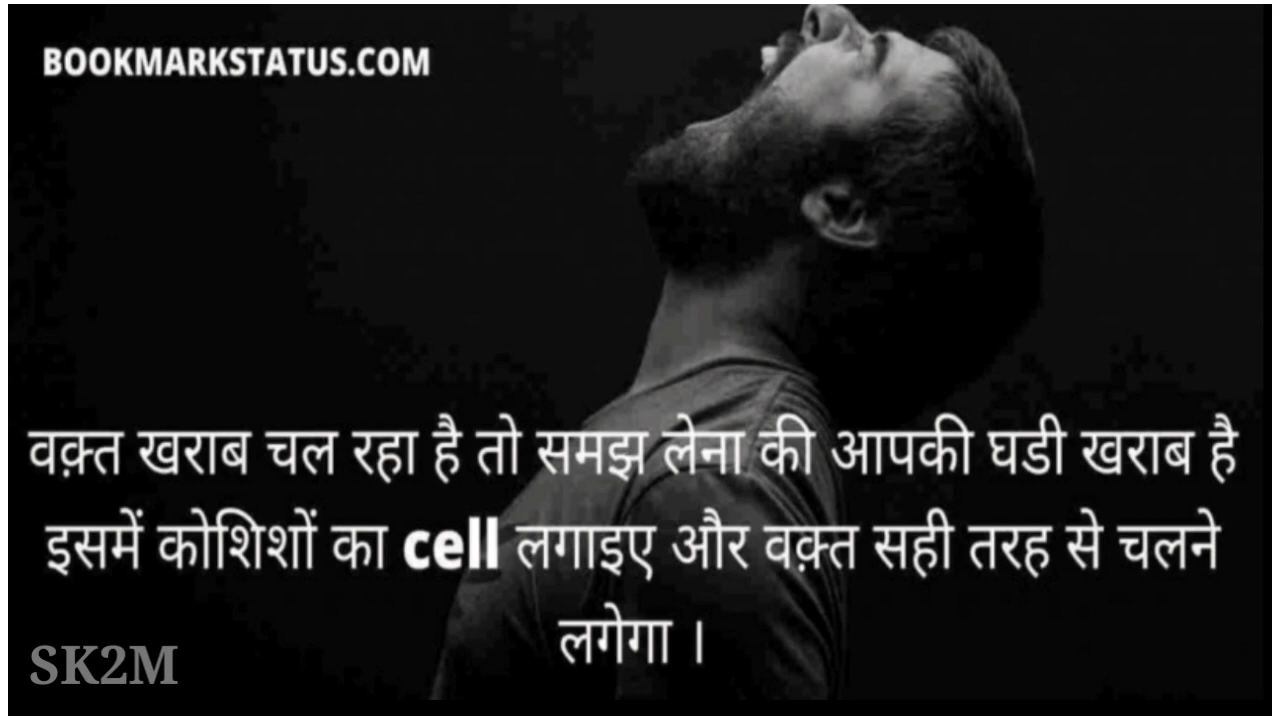 BOOKMARKSTATUS.COM
वक़्त खराब चल रहा है तो समझ लेना की आपकी घडी खराब है
इसमें कोशिशों का cell लगाइए और वक़्त सही तरह से चलने
लगेगा ।
SK2M